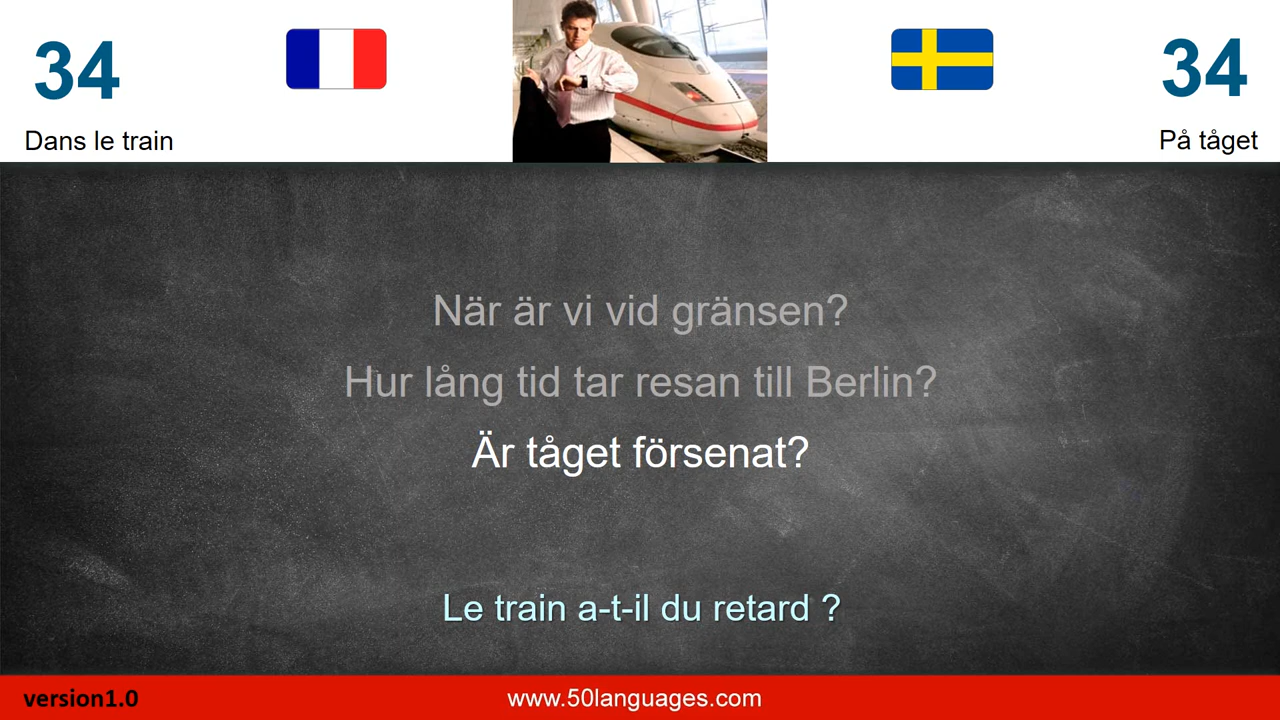 34
34
Dans le train
På tåget
När är vi vid gränsen?
Hur lång tid tar resan till Berlin?
Är tåget försenat?
Le train a-t-il du retard ?
version1.0
www.50languages.com